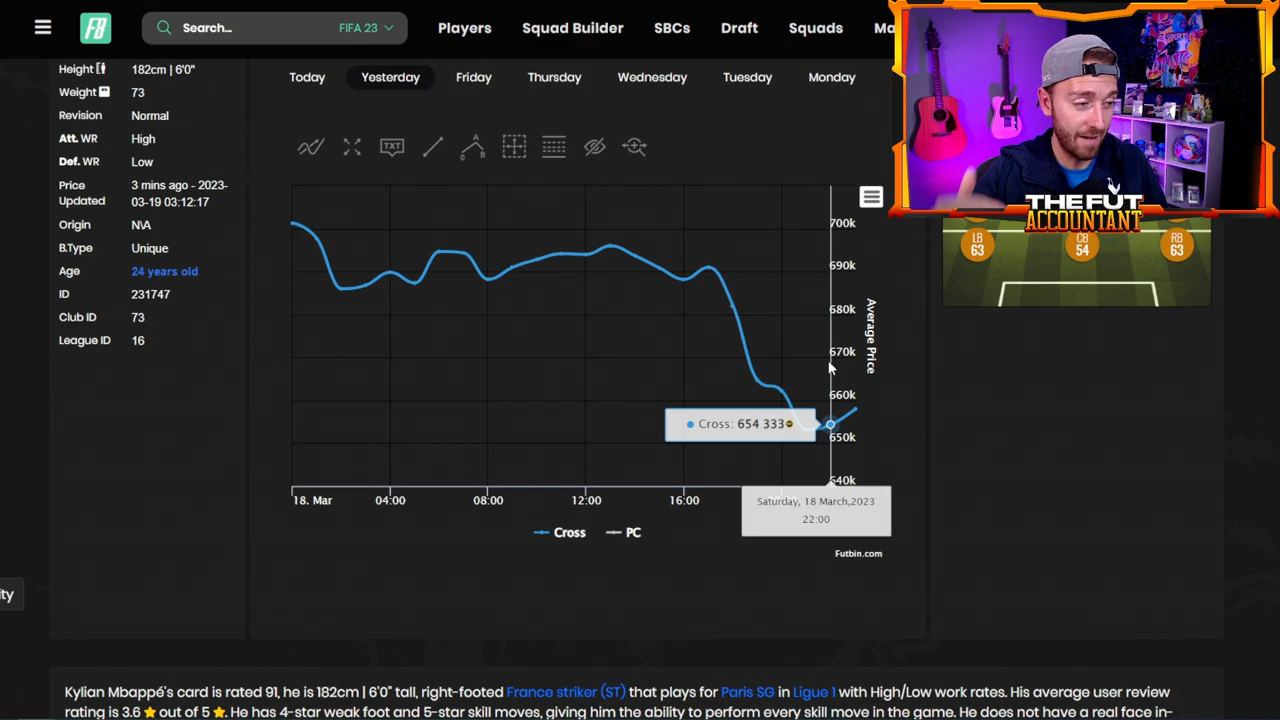 FB
Search...
FIFA 23
Players
Squad Builder
SBCs
Draft
Squads
Ma
Height
182cm | 6'0"
Weight
73
Revision
Normal
Att. WR
High
Def. WR
Low
Price Updated
3 mins ago - 2023-03-19 03:12:17
Origin
N\A
B.Type
Unique
Age
24 years old
ID
231747
Club ID
73
League ID
16
Today
Yesterday
Friday
Thursday
Wednesday
Tuesday
Monday
TXT
A
B
700k
690k
680k
670k
660k
650k
640k
Average Price
Cross: 654 333
18. Mar
04:00
08:00
12:00
16:00
Saturday, 18 March,2023
22:00
Cross
PC
Futbin.com
THE FUT
ACCOUNTANT
LB
63
CB
54
RB
63
ity
Kylian Mbappé's card is rated 91, he is 182cm | 6'0" tall, right-footed France striker (ST) that plays for Paris SG in Ligue 1 with High/Low work rates. His average user review
rating is 3.6 ⭐ out of 5 ⭐. He has 4-star weak foot and 5-star skill moves, giving him the ability to perform every skill move in the game. He does not have a real face in-